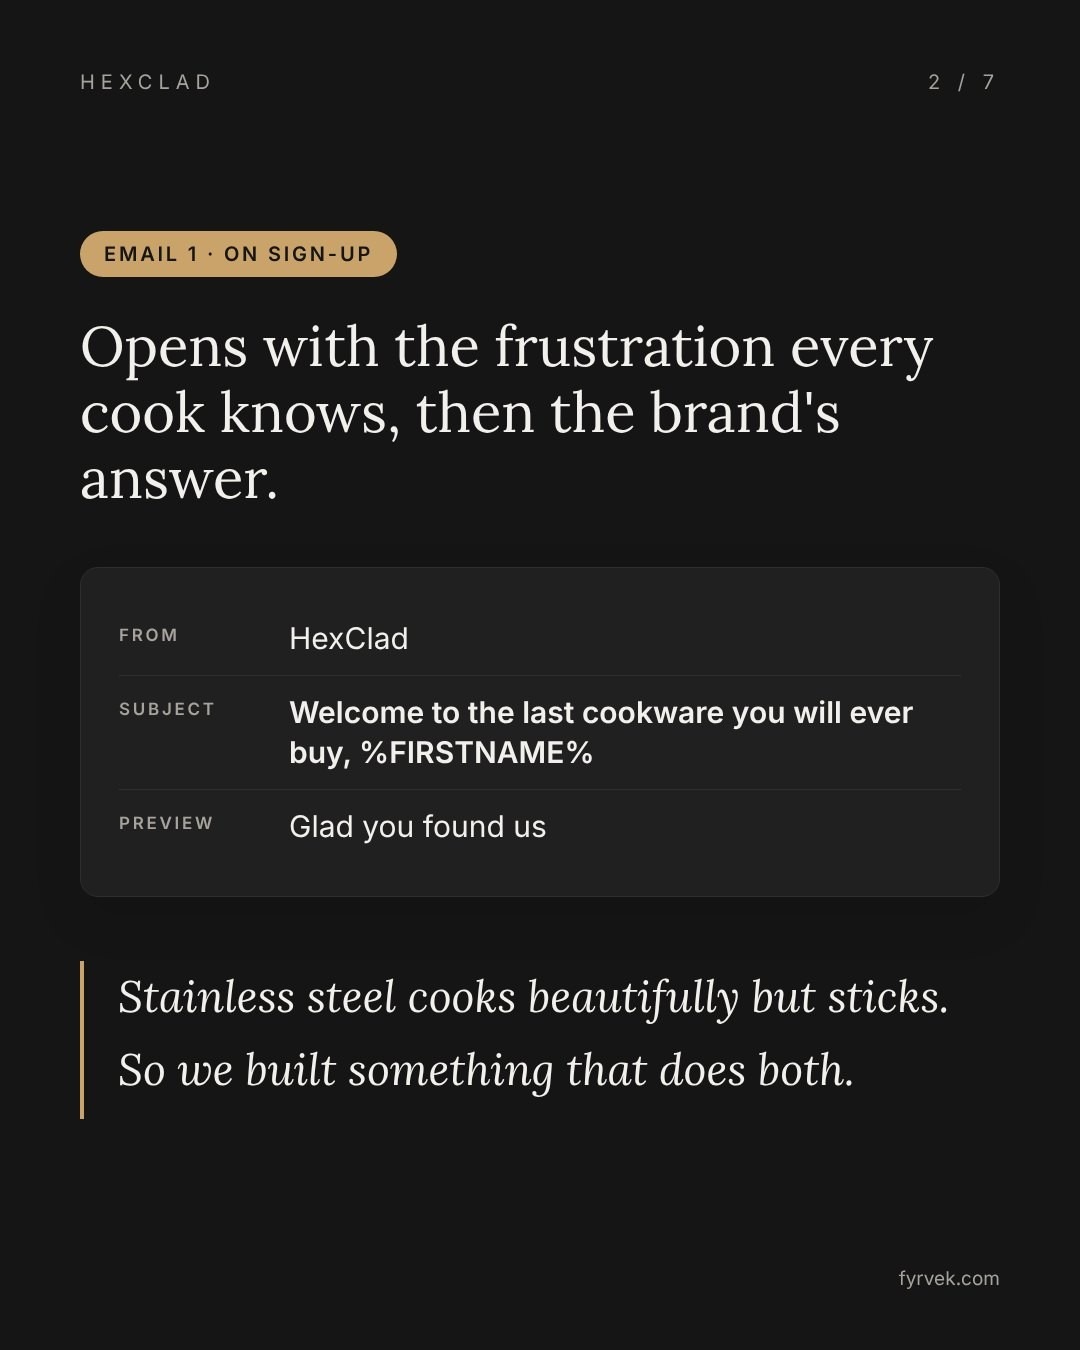 HEXCLAD
2 / 7
EMAIL 1 · ON SIGN-UP
Opens with the frustration every
cook knows, then the brand's
answer.
FROM
HexClad
SUBJECT
Welcome to the last cookware you will ever
buy, %FIRSTNAME%
PREVIEW
Glad you found us
Stainless steel cooks beautifully but sticks.
So we built something that does both.
fyrvek.com